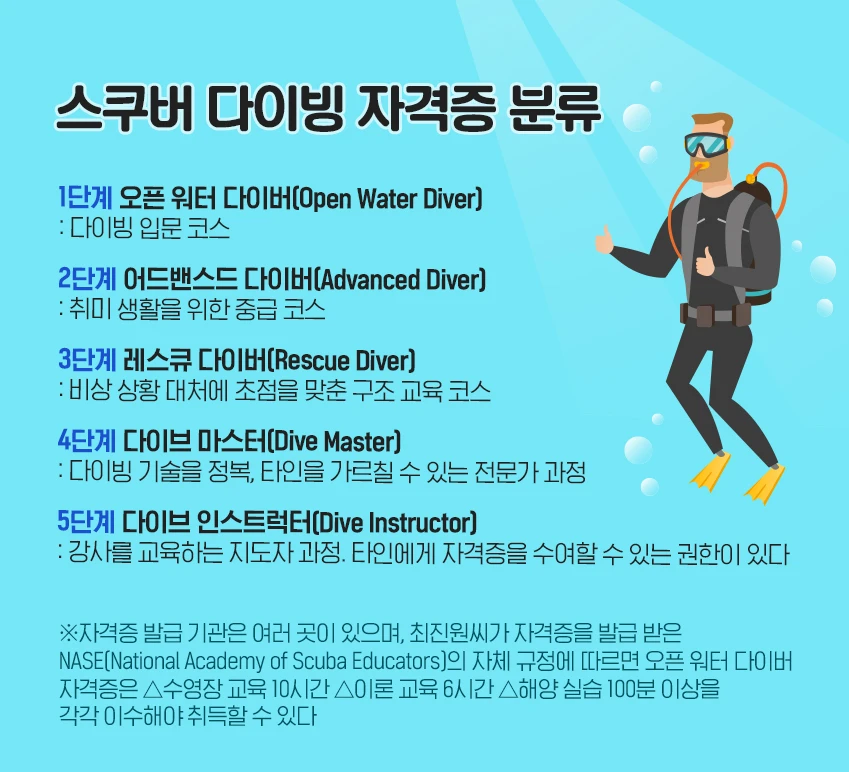 스쿠버 다이빙 자격증 분류
1단계 오픈 워터 다이버(Open Water Diver)
: 다이빙 입문 코스
2단계 어드밴스드 다이버(Advanced Diver)
: 취미 생활을 위한 중급 코스
3단계 레스큐 다이버(Rescue Diver)
: 비상 상황 대처에 초점을 맞춘 구조 교육 코스
4단계 다이브 마스터(Dive Master)
: 다이빙 기술을 정복, 타인을 가르칠 수 있는 전문가 과정
5단계 다이브 인스트럭터(Dive Instructor)
: 강사를 교육하는 지도자 과정. 타인에게 자격증을 수여할 수 있는 권한이 있다
※자격증 발급 기관은 여러 곳이 있으며, 최진원씨가 자격증을 발급 받은
NASE(National Academy of Scuba Educators)의 자체 규정에 따르면 오픈 워터 다이버
자격증은 △수영장 교육 10시간 △이론 교육 6시간 △해양 실습 100분 이상을
각각 이수해야 취득할 수 있다